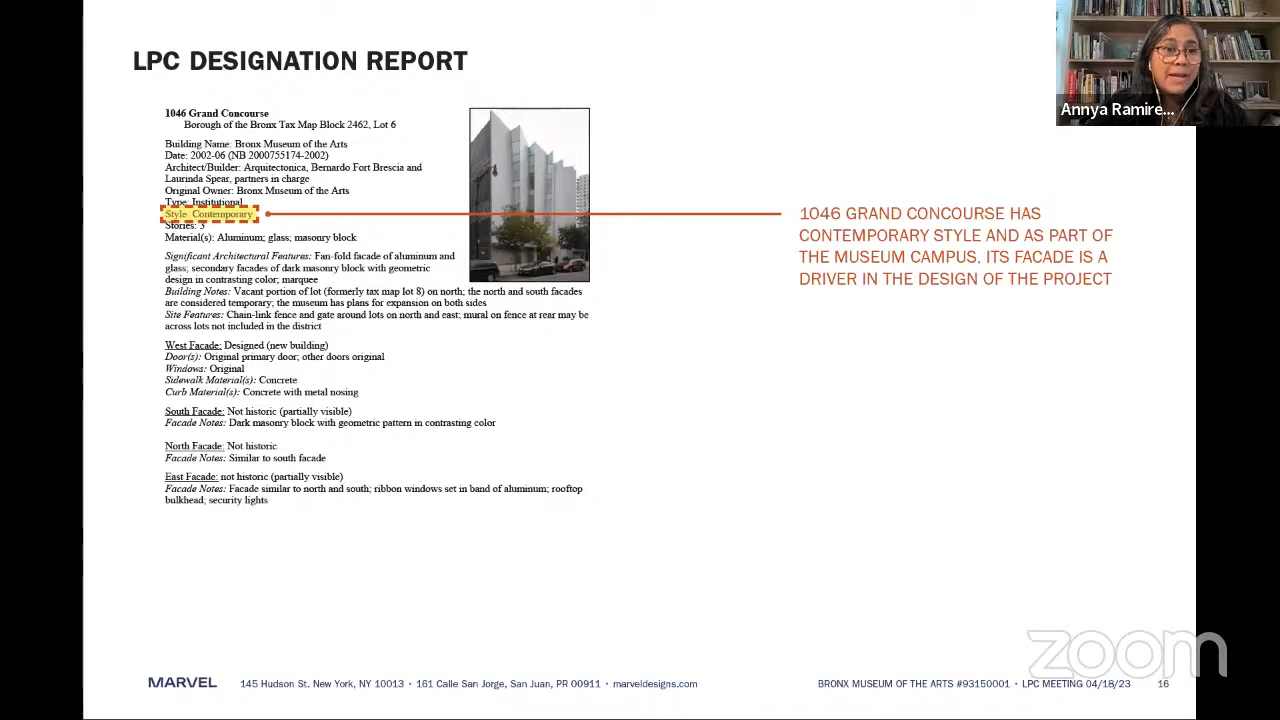 LPC DESIGNATION REPORT
Annya Ramire...
1046 Grand Concourse
Borough of the Bronx Tax Map Block 2462, Lot 6
Building Name: Bronx Museum of the Arts
Date: 2002-06 (NB 2000755174-2002)
Architect/Builder: Arquitectonica, Bernardo Fort Brescia and
Laurinda Spear, partners in charge
Original Owner: Bronx Museum of the Arts
Type: Institutional
Style Contemporary
Stories: 3
Material(s): Aluminum; glass; masonry block
Significant Architectural Features: Fan-fold facade of aluminum and
glass; secondary facades of dark masonry block with geometric
design in contrasting color; marquee
Building Notes: Vacant portion of lot (formerly tax map lot 8) on north; the north and south facades
are considered temporary; the museum has plans for expansion on both sides
Site Features: Chain-link fence and gate around lots on north and east; mural on fence at rear may be
across lots not included in the district
West Facade: Designed (new building)
Door(s): Original primary door; other doors original
Windows: Original
Sidewalk Material(s): Concrete
Curb Material(s): Concrete with metal nosing
South Facade: Not historic (partially visible)
Facade Notes: Dark masonry block with geometric pattern in contrasting color
North Facade: Not historic
Facade Notes: Similar to south facade
East Facade: not historic (partially visible)
Facade Notes: Facade similar to north and south; ribbon windows set in band of aluminum; rooftop
bulkhead; security lights
1046 GRAND CONCOURSE HAS
CONTEMPORARY STYLE AND AS PART OF
THE MUSEUM CAMPUS, ITS FACADE IS A
DRIVER IN THE DESIGN OF THE PROJECT
zoom
MARVEL 145 Hudson St. New York, NY 10013 • 161 Calle San Jorge, San Juan, PR 00911 • marveldesigns.com
BRONX MUSEUM OF THE ARTS #93150001 • LPC MEETING 04/18/23 16